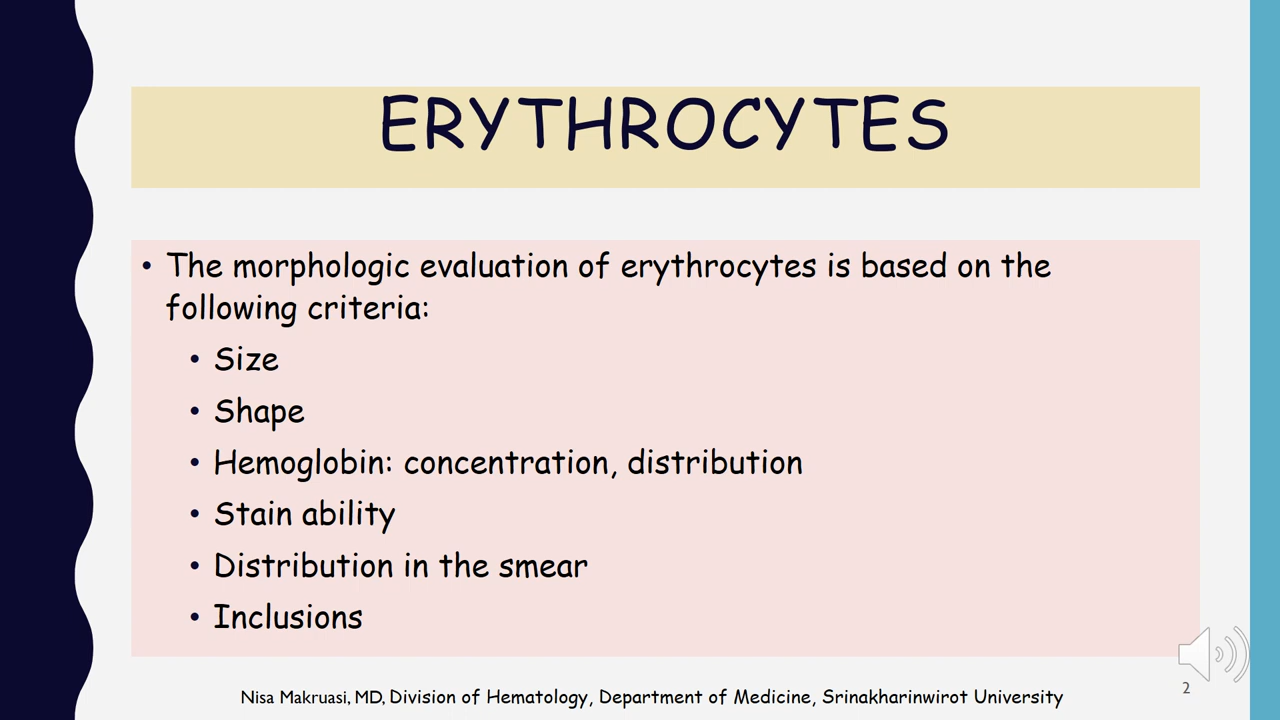 ERYTHROCYTES
• The morphologic evaluation of erythrocytes is based on the
following criteria:
• Size
• Shape
• Hemoglobin: concentration, distribution
• Stain ability
• Distribution in the smear
• Inclusions
Nisa Makruasi, MD, Division of Hematology, Department of Medicine, Srinakharinwirot University
2